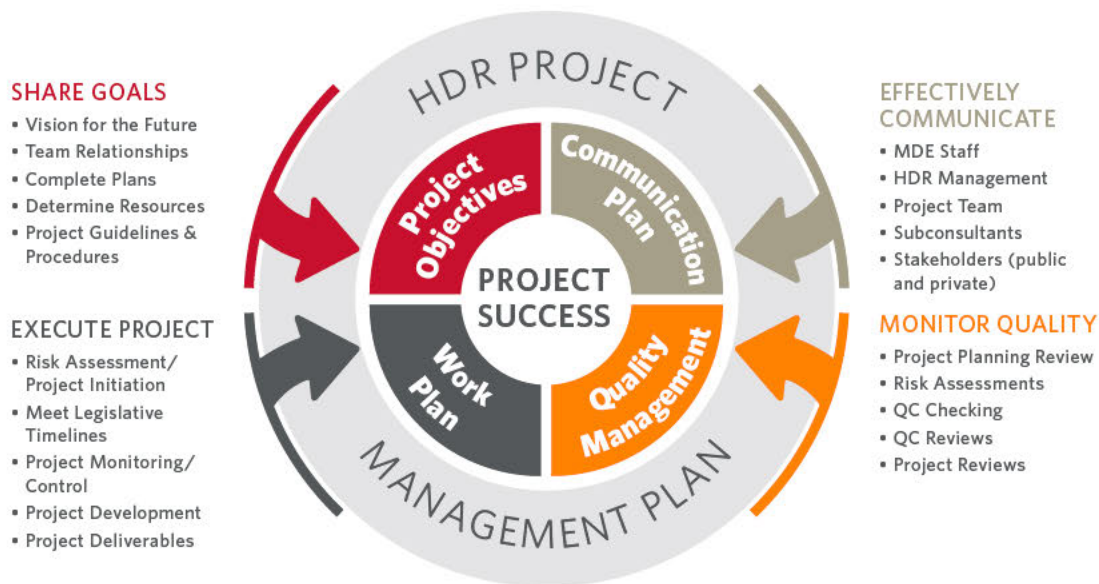 HDR PROJECT
MANAGEMENT PLAN
SHARE GOALS
▪ Vision for the Future
▪ Team Relationships
▪ Complete Plans
▪ Determine Resources
▪ Project Guidelines &
Procedures
EXECUTE PROJECT
▪ Risk Assessment/
Project Initiation
▪ Meet Legislative
Timelines
▪ Project Monitoring/
Control
▪ Project Development
▪ Project Deliverables
Project
Objectives
Communication
Plan
PROJECT
SUCCESS
Work
Plan
Quality
Management
EFFECTIVELY
COMMUNICATE
▪ MDE Staff
▪ HDR Management
▪ Project Team
▪ Subconsultants
▪ Stakeholders (public
and private)
MONITOR QUALITY
▪ Project Planning Review
▪ Risk Assessments
▪ QC Checking
▪ QC Reviews
▪ Project Reviews